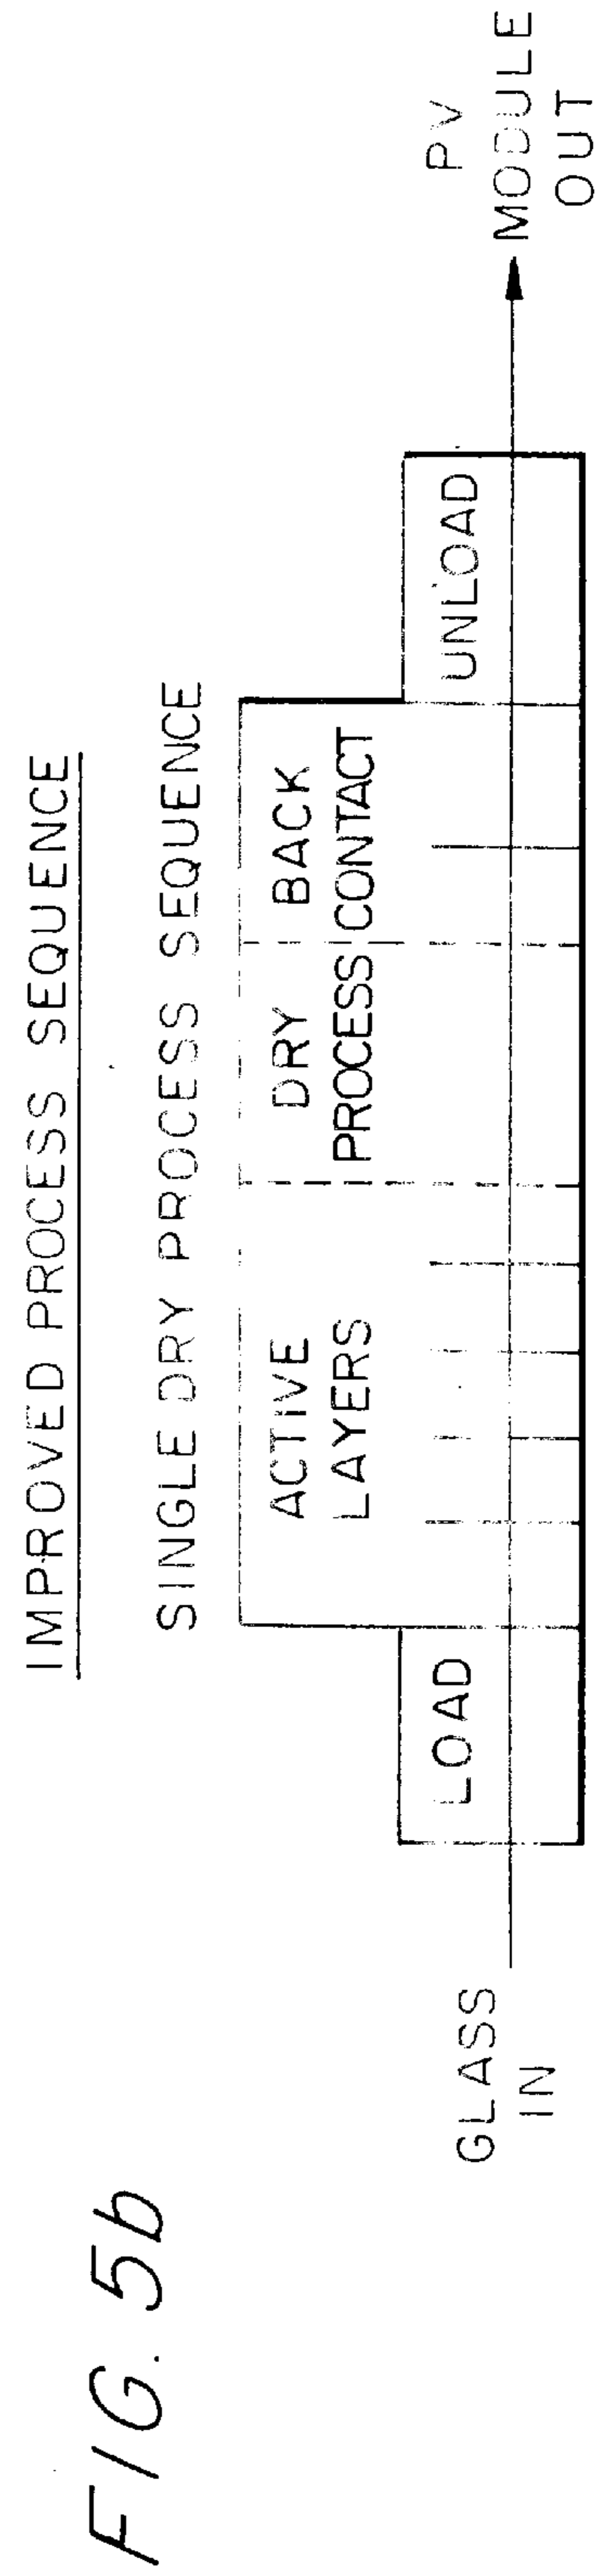 FIG. 5b
IMPROVED PROCESS SEQUENCE
SINGLE DRY PROCESS SEQUENCE
GLASS
IN
LOAD
ACTIVE
LAYERS
DRY
PROCESS
BACK
CONTACT
UNLOAD
PV
MODULE
OUT